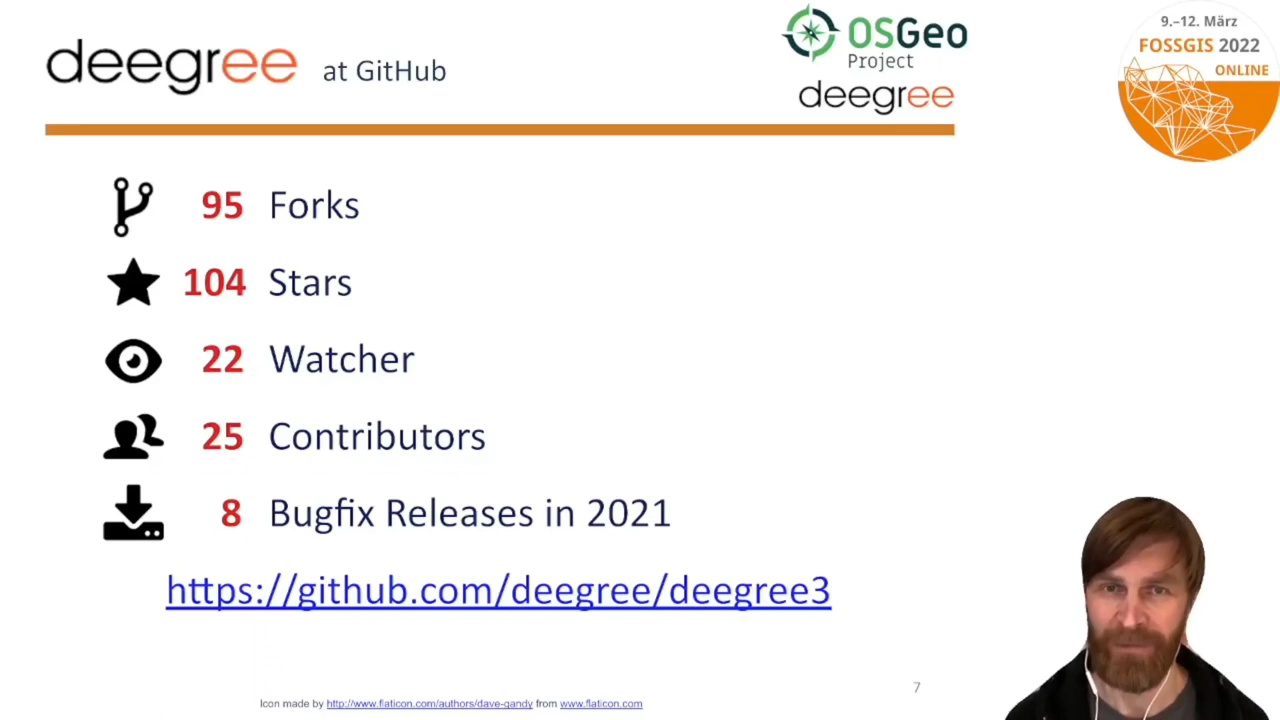 deegree at GitHub
OSGeo
Project
deegree
9.–12. März
FOSSGIS 2022
ONLINE
95 Forks
104 Stars
22 Watcher
25 Contributors
8 Bugfix Releases in 2021
https://github.com/deegree/deegree3
7
Icon made by http://www.flaticon.com/authors/dave-gandy from www.flaticon.com